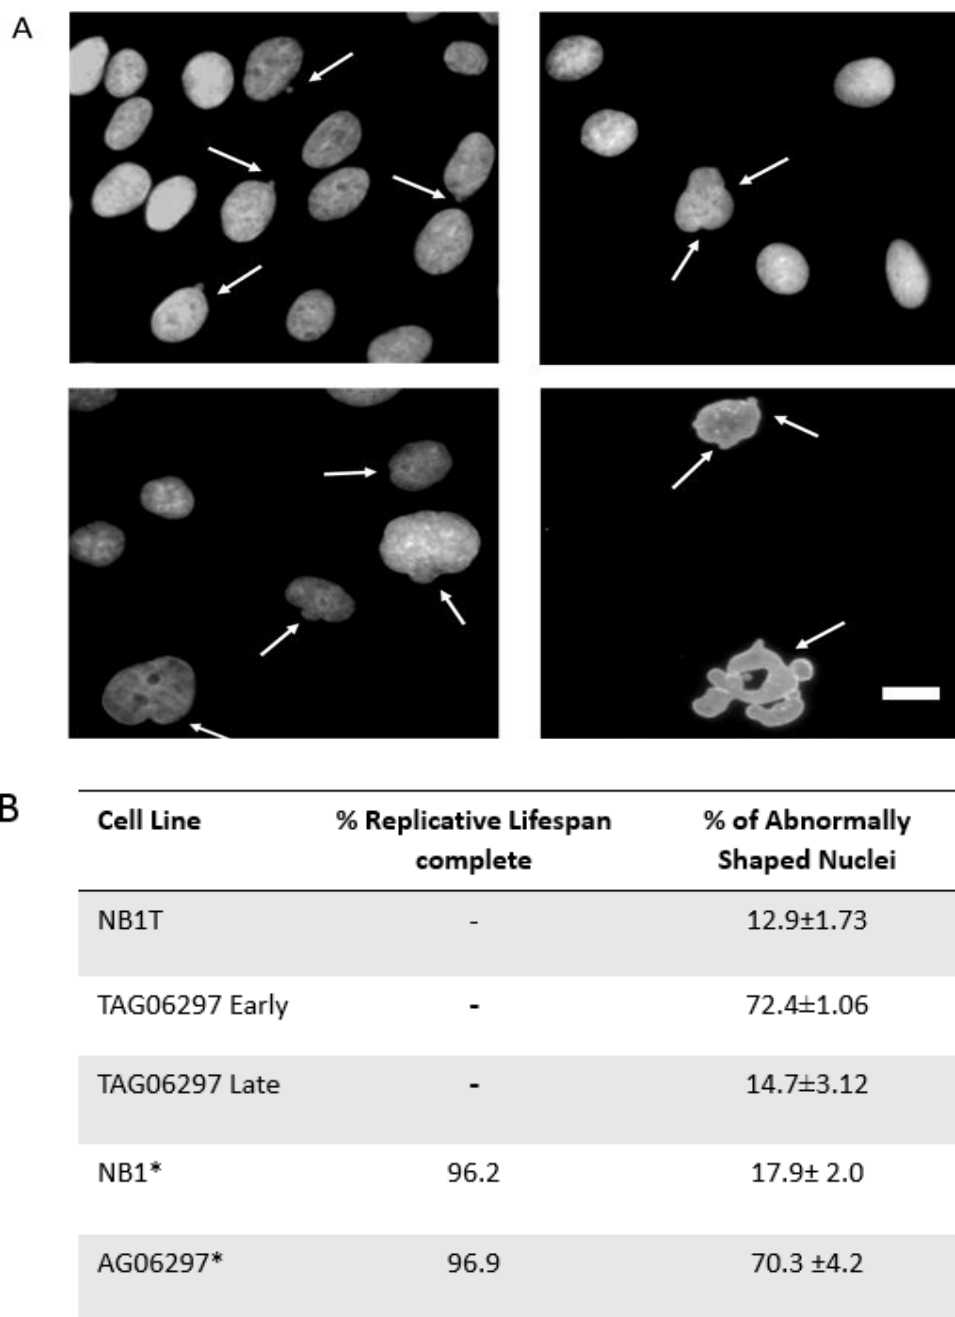 A
B
Cell Line % Replicative Lifespan % of Abnormally
complete Shaped Nuclei
NB1T - 12.9±1.73
TAG06297 Early - 72.4±1.06
TAG06297 Late - 14.7±3.12
NB1* 96.2 17.9± 2.0
AG06297* 96.9 70.3 ±4.2